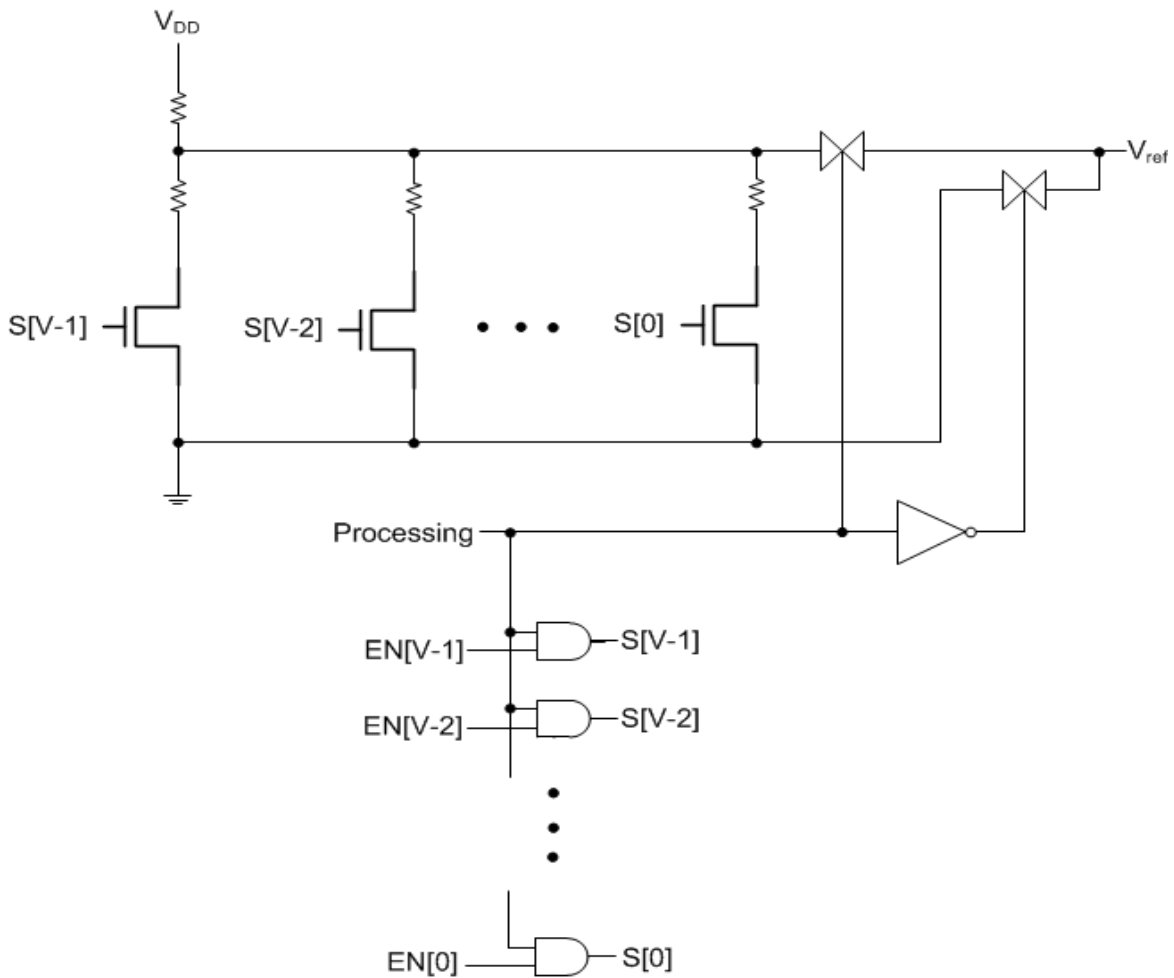 V_DD
V_ref
S[V-1]
S[V-2]
S[0]
Processing
EN[V-1]
S[V-1]
EN[V-2]
S[V-2]
EN[0]
S[0]